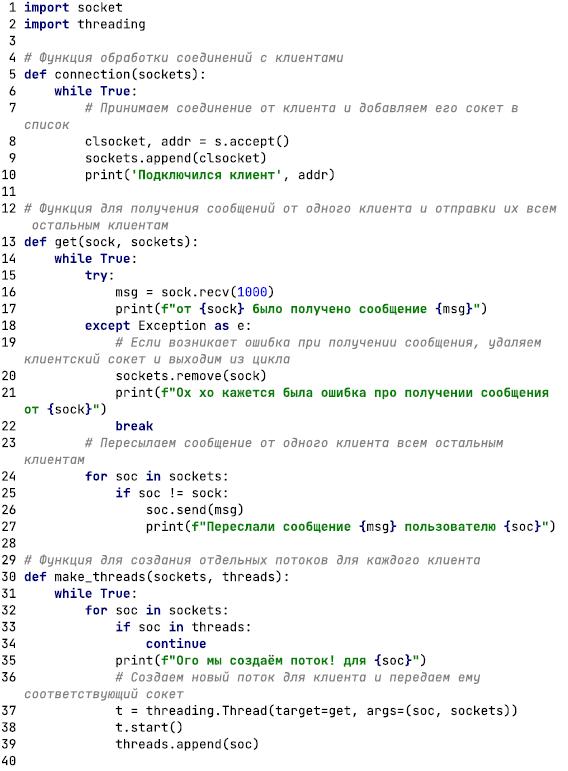 1 import socket
2 import threading
3
4 # Функция обработки соединений с клиентами
5 def connection(sockets):
6     while True:
7         # Принимаем соединение от клиента и добавляем его сокет в
список
8         clsocket, addr = s.accept()
9         sockets.append(clsocket)
10         print('Подключился клиент', addr)
11
12 # Функция для получения сообщений от одного клиента и отправки их всем
остальным клиентам
13 def get(sock, sockets):
14     while True:
15         try:
16             msg = sock.recv(1000)
17             print(f"от {sock} было получено сообщение {msg}")
18         except Exception as e:
19             # Если возникает ошибка при получении сообщения, удаляем
клиентский сокет и выходим из цикла
20             sockets.remove(sock)
21             print(f"Ох хо кажется была ошибка про получении сообщения
от {sock}")
22             break
23         # Пересылаем сообщение от одного клиента всем остальным
клиентам
24         for soc in sockets:
25             if soc != sock:
26                 soc.send(msg)
27                 print(f"Переслали сообщение {msg} пользователю {soc}")
28
29 # Функция для создания отдельных потоков для каждого клиента
30 def make_threads(sockets, threads):
31     while True:
32         for soc in sockets:
33             if soc in threads:
34                 continue
35             print(f"Ого мы создаём поток! для {soc}")
36             # Создаем новый поток для клиента и передаем ему
соответствующий сокет
37             t = threading.Thread(target=get, args=(soc, sockets))
38             t.start()
39             threads.append(soc)
40